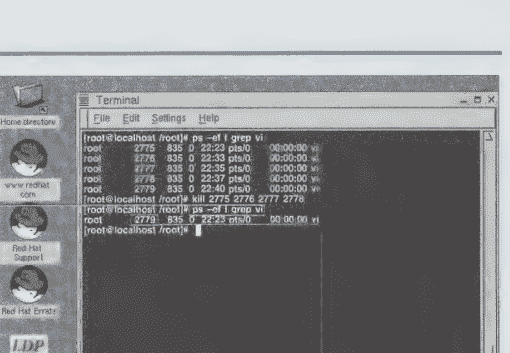 Home directory
www.redhat.com
Red Hat
Support
Red Hat Errata
LDP
Terminal
File Edit Settings Help
[root@localhost /root]# ps -ef | grep vi
root 2775 835 0 22:23 pts/0 00:00:00 vi
root 2776 835 0 22:33 pts/0 00:00:00 vi
root 2777 835 0 22:35 pts/0 00:00:00 vi
root 2778 835 0 22:37 pts/0 00:00:00 vi
root 2779 835 0 22:40 pts/0 00:00:00 vi
[root@localhost /root]# kill 2775 2776 2777 2778
[root@localhost /root]# ps -ef | grep vi
root 2779 835 0 22:23 pts/0 00:00:00 vi
[root@localhost /root]#